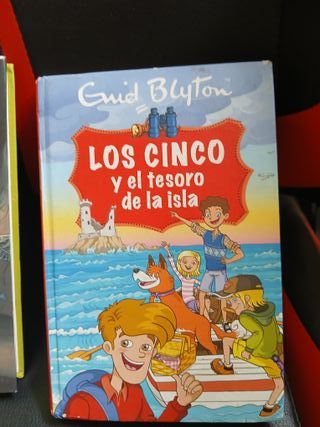 Enid Blyton
LOS CINCO
y el tesoro
de la isla